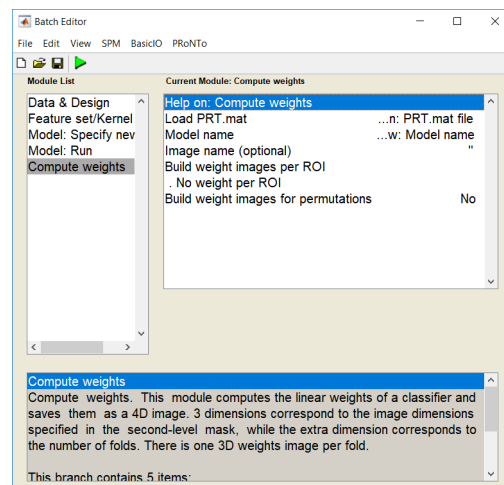 Batch Editor
File Edit View SPM BasicIO PRoNTo
Module List
Current Module: Compute weights
Data & Design
Feature set/Kernel
Model: Specify new
Model: Run
Compute weights
Help on: Compute weights
Load PRT.mat ...n: PRT.mat file
Model name ...w: Model name
Image name (optional) ''
Build weight images per ROI
. No weight per ROI
Build weight images for permutations No
Compute weights
Compute weights. This module computes the linear weights of a classifier and
saves them as a 4D image. 3 dimensions correspond to the image dimensions
specified in the second-level mask, while the extra dimension corresponds to
the number of folds. There is one 3D weights image per fold.
This branch contains 5 items: